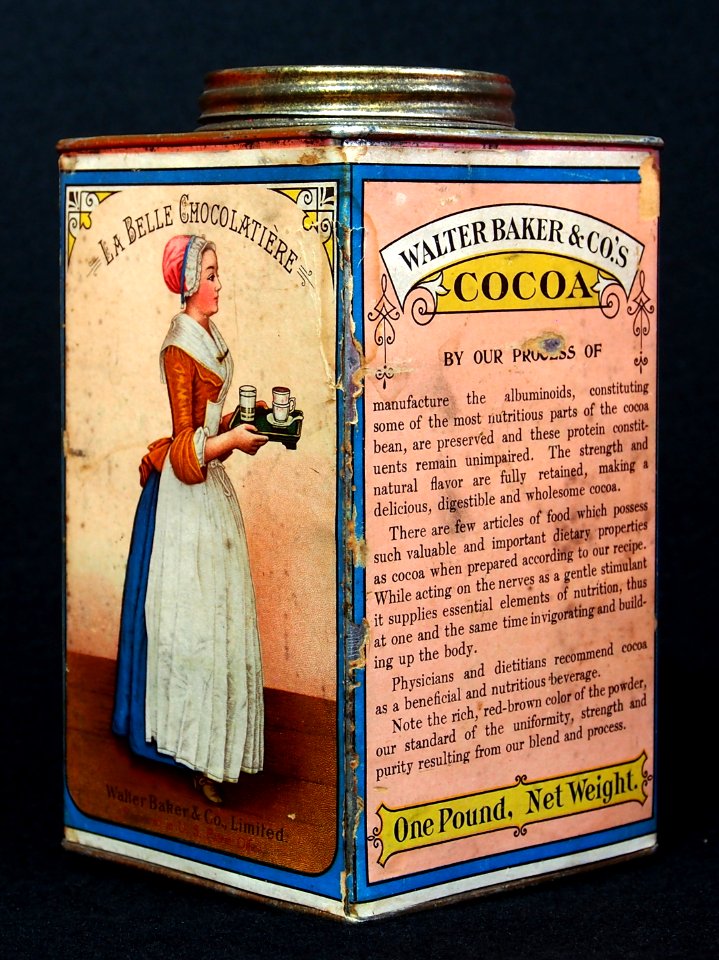 LA BELLE CHOCOLATIÈRE
Walter Baker & Co., Limited
WALTER BAKER & CO.'S
COCOA
BY OUR PROCESS OF
manufacture the albuminoids, constituting
some of the most nutritious parts of the cocoa
bean, are preserved and these protein constit-
uents remain unimpaired. The strength and
natural flavor are fully retained, making a
delicious, digestible and wholesome cocoa.
There are few articles of food which possess
such valuable and important dietary properties
as cocoa when prepared according to our recipe.
While acting on the nerves as a gentle stimulant
it supplies essential elements of nutrition, thus
at one and the same time invigorating and build-
ing up the body.
Physicians and dietitians recommend cocoa
as a beneficial and nutritious beverage.
Note the rich, red-brown color of the powder,
our standard of the uniformity, strength and
purity resulting from our blend and process.
One Pound, Net Weight.